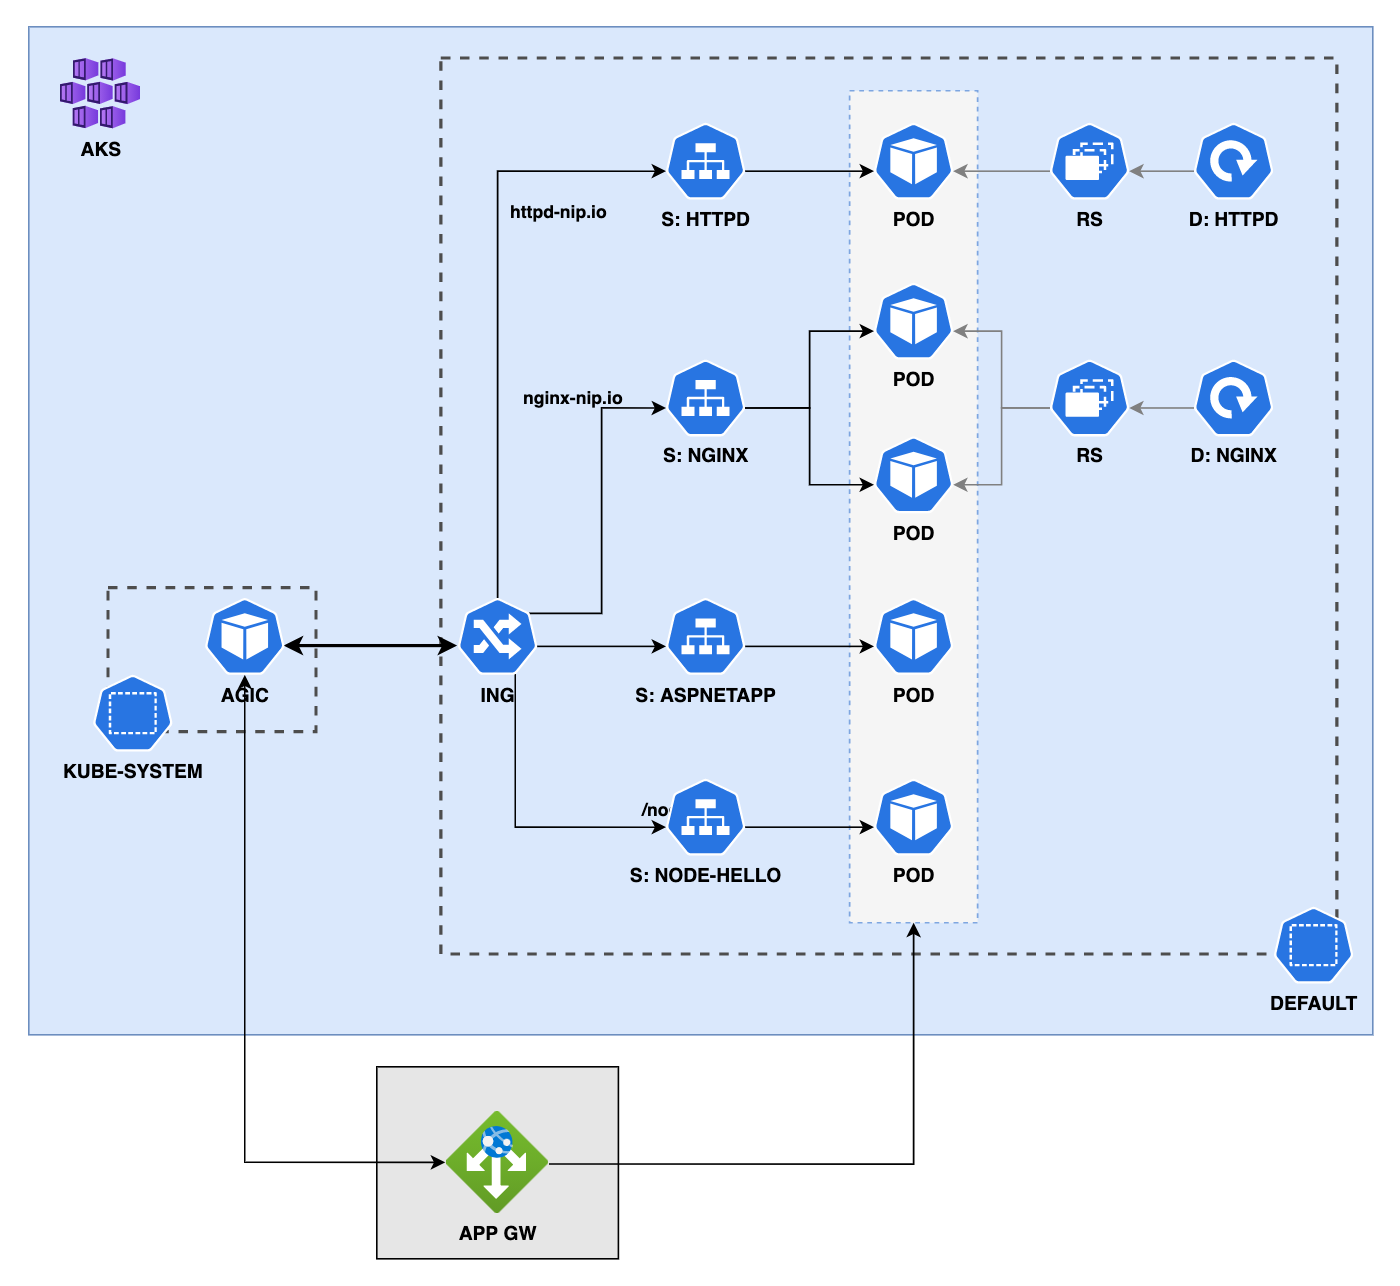 AKS
httpd-nip.io
S: HTTPD
POD
RS
D: HTTPD
POD
nginx-nip.io
S: NGINX
RS
D: NGINX
POD
AGIC
ING
S: ASPNETAPP
POD
KUBE-SYSTEM
/no
S: NODE-HELLO
POD
DEFAULT
APP GW